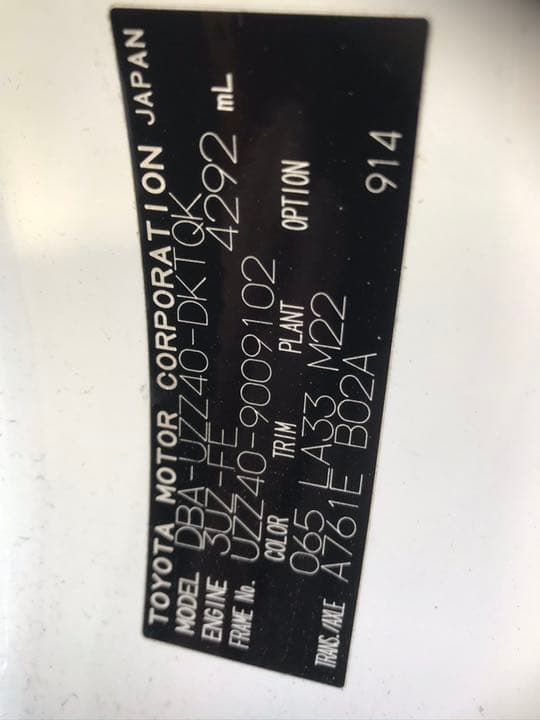 TOYOTA MOTOR CORPORATION JAPAN
MODEL DBA-UZZ40-DKTQK
ENGINE 3UZ-FE 4292 mL
FRAME No. UZZ40-9009102
COLOR TRIM PLANT OPTION
065 LA33 M22 914
TRANS./AXLE A761E B02A